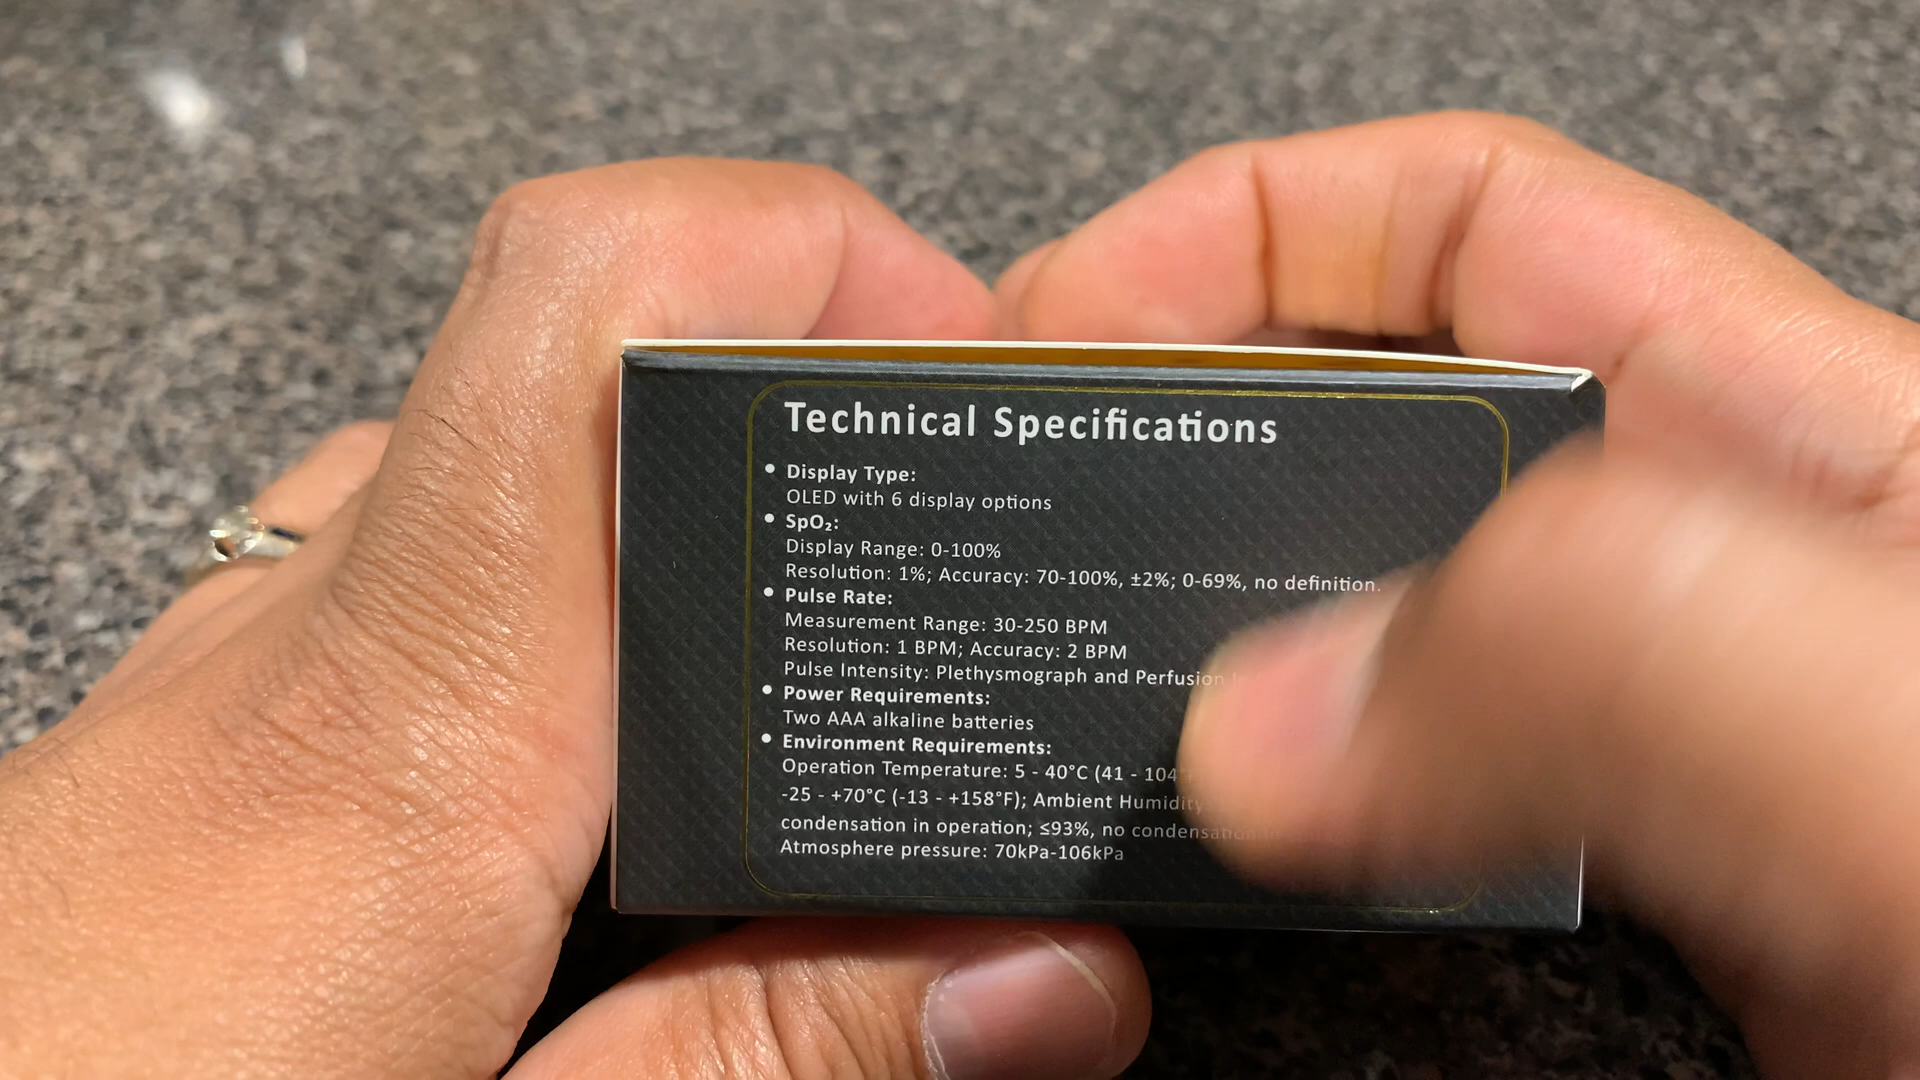 Technical Specifications
• Display Type:
OLED with 6 display options
• SpO₂:
Display Range: 0-100%
Resolution: 1%; Accuracy: 70-100%, ±2%; 0-69%, no definition.
• Pulse Rate:
Measurement Range: 30-250 BPM
Resolution: 1 BPM; Accuracy: 2 BPM
Pulse Intensity: Plethysmograph and Perfusion
• Power Requirements:
Two AAA alkaline batteries
• Environment Requirements:
Operation Temperature: 5 - 40°C (41 - 104°
-25 - +70°C (-13 - +158°F); Ambient Humidity
condensation in operation; ≤93%, no condensation
Atmosphere pressure: 70kPa-106kPa